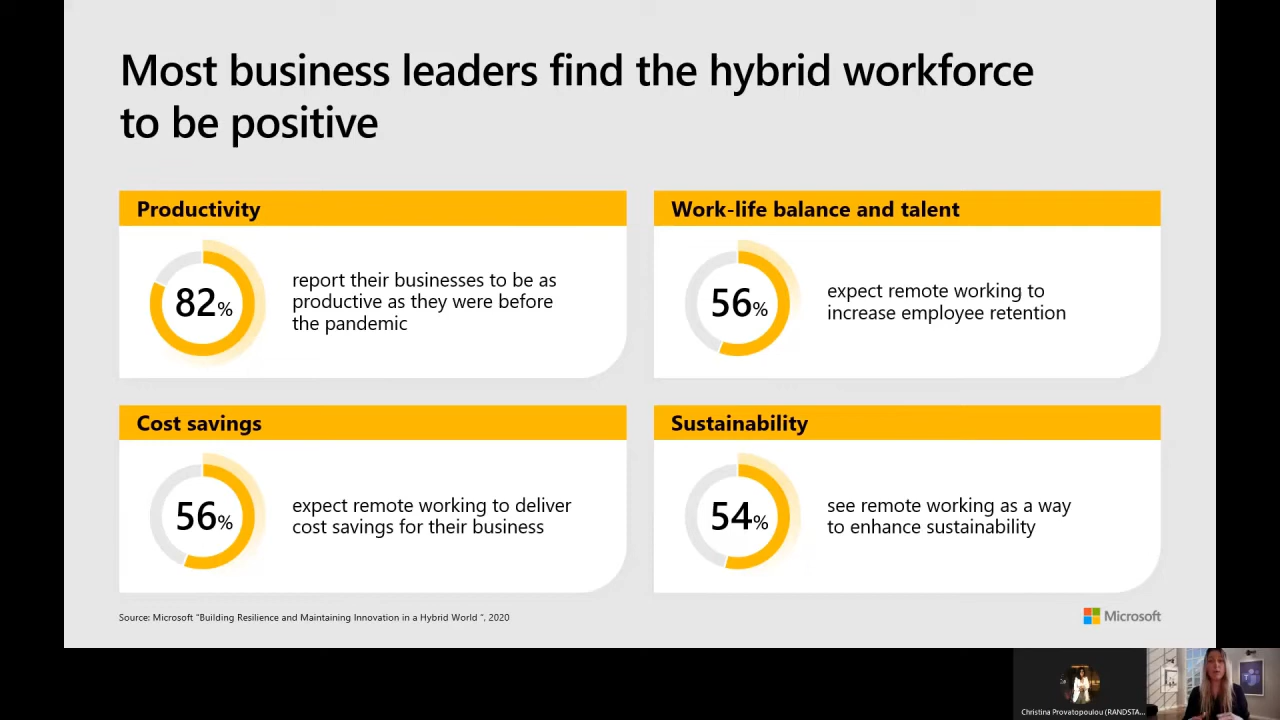 Most business leaders find the hybrid workforce
to be positive
Productivity
82%
report their businesses to be as
productive as they were before
the pandemic
Work-life balance and talent
56%
expect remote working to
increase employee retention
Cost savings
56%
expect remote working to deliver
cost savings for their business
Sustainability
54%
see remote working as a way
to enhance sustainability
Source: Microsoft "Building Resilience and Maintaining Innovation in a Hybrid World ", 2020
Microsoft
Christina Provatopoulou (RANDSTA...